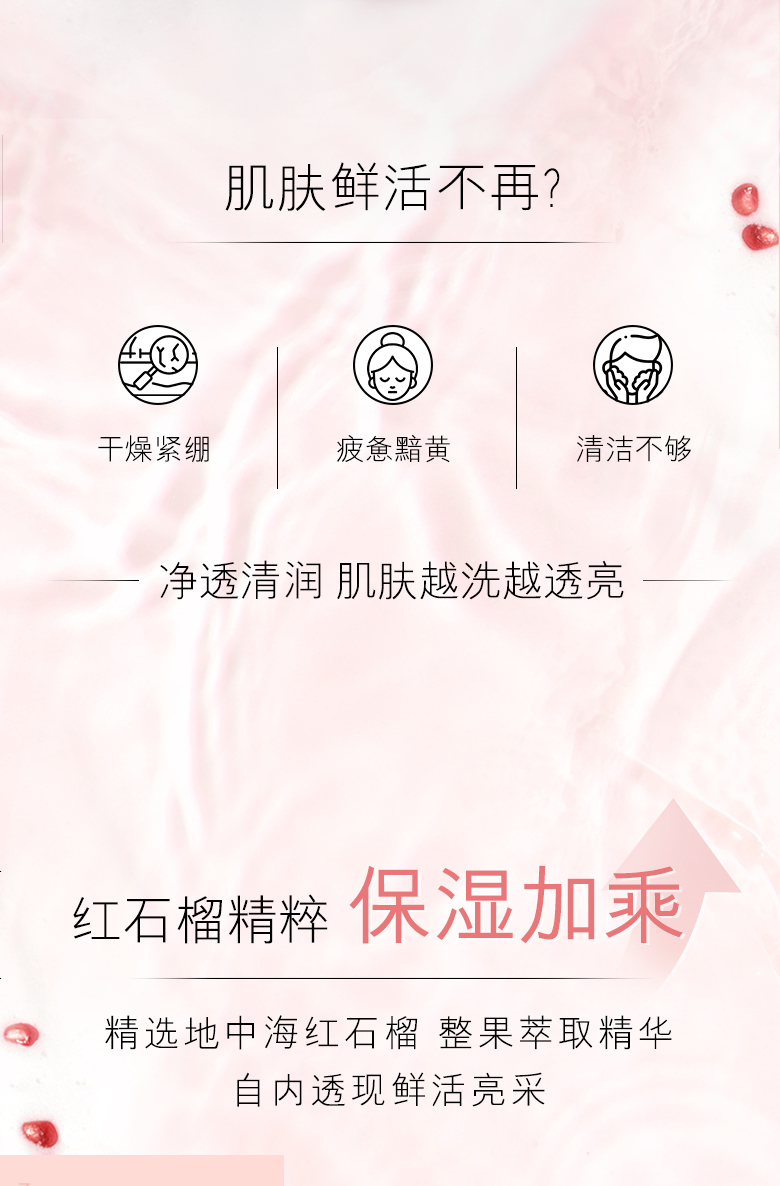 肌肤鲜活不再?
干燥紧绷
疲惫黯黄
清洁不够
净透清润 肌肤越洗越透亮
红石榴精粹 保湿加乘
精选地中海红石榴 整果萃取精华
自内透现鲜活亮采